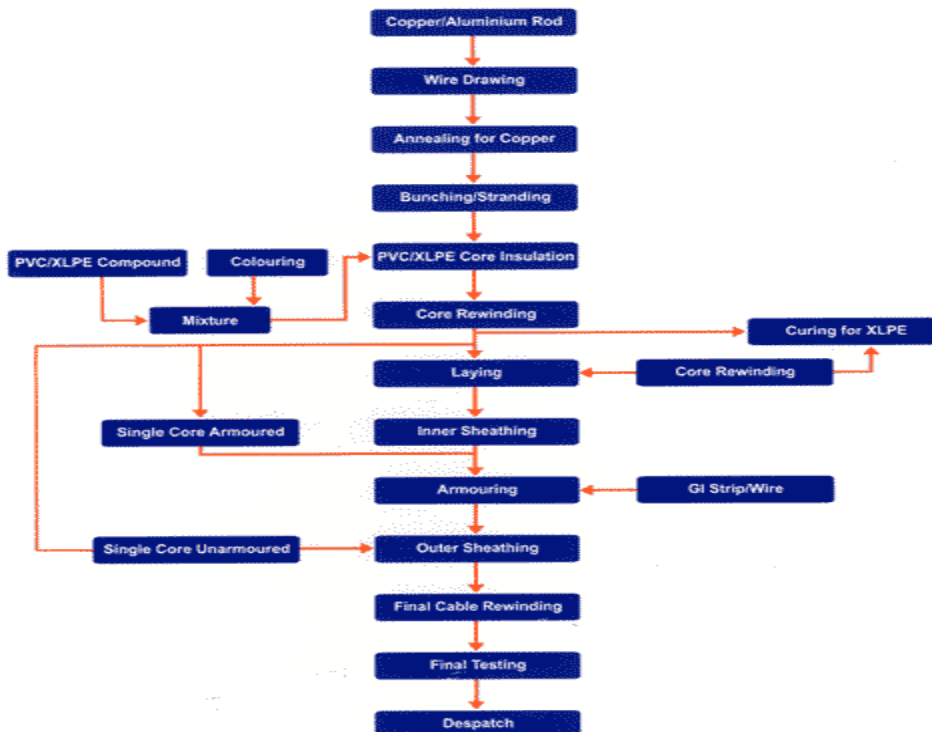 Copper/Aluminium Rod
Wire Drawing
Annealing for Copper
Bunching/Stranding
PVC/XLPE Compound
Colouring
PVC/XLPE Core Insulation
Mixture
Core Rewinding
Curing for XLPE
Laying
Core Rewinding
Single Core Armoured
Inner Sheathing
Armouring
GI Strip/Wire
Single Core Unarmoured
Outer Sheathing
Final Cable Rewinding
Final Testing
Despatch